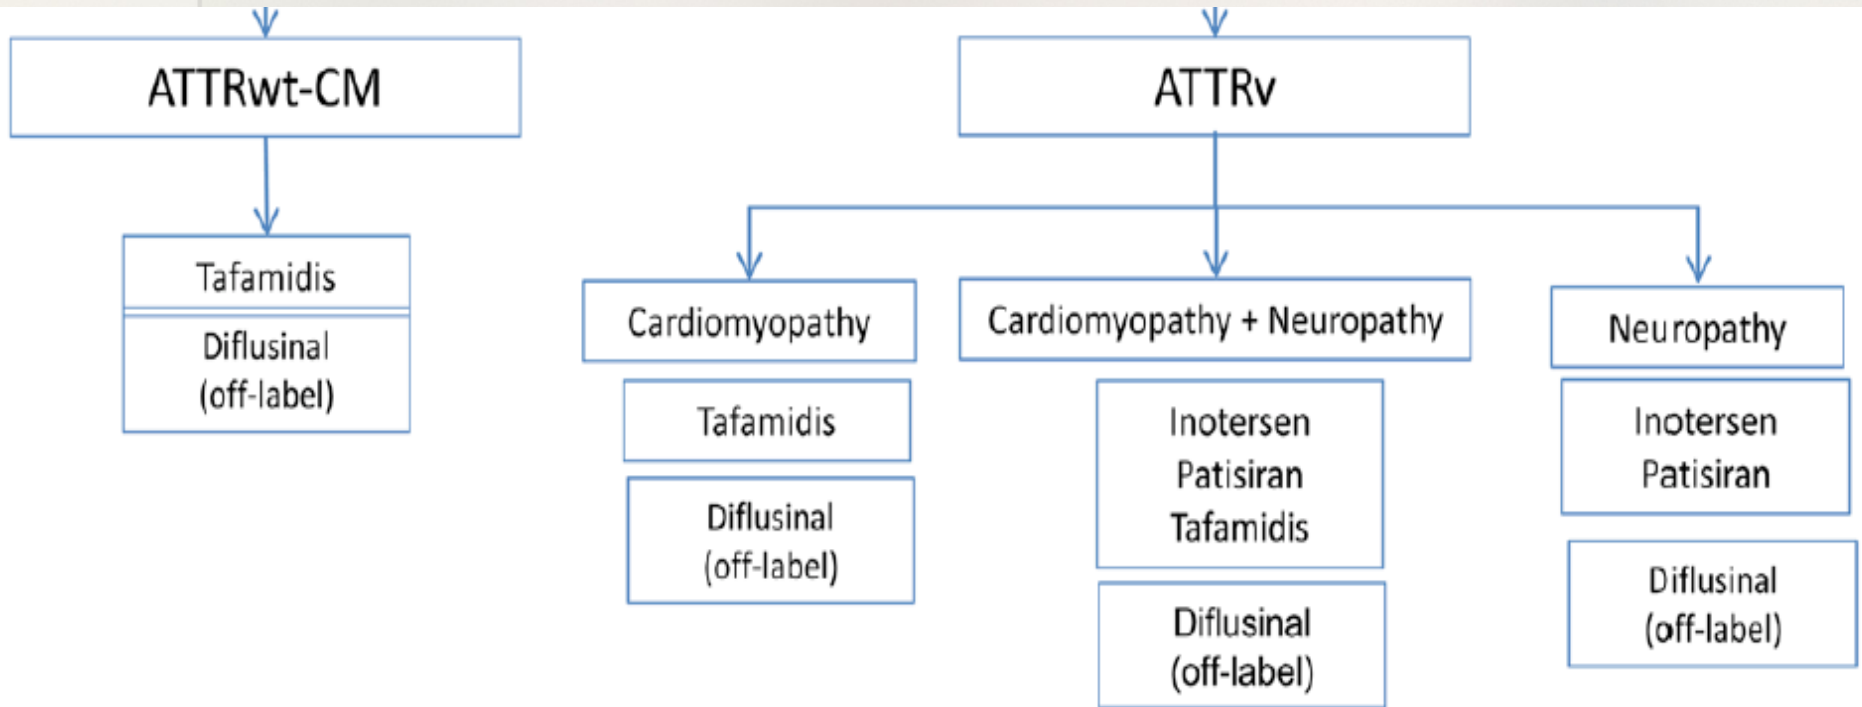 ATTRwt-CM
Tafamidis
Diflusinal
(off-label)
ATTRv
Cardiomyopathy
Tafamidis
Diflusinal
(off-label)
Cardiomyopathy + Neuropathy
Inotersen
Patisiran
Tafamidis
Diflusinal
(off-label)
Neuropathy
Inotersen
Patisiran
Diflusinal
(off-label)